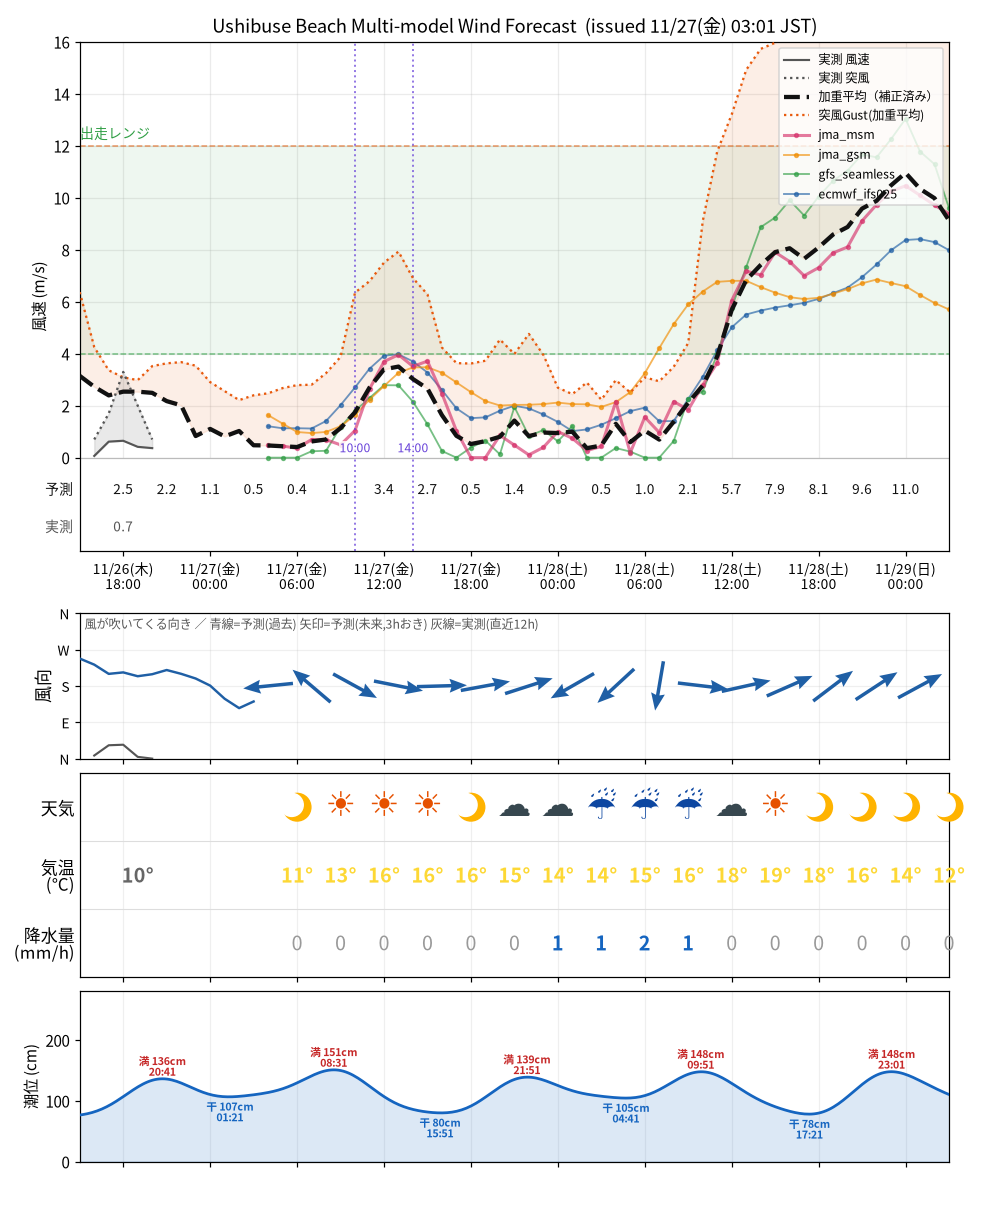 Ushibuse Beach Multi-model Wind Forecast (issued 11/27(金) 03:01 JST)
16
14
12
10
8
6
4
2
0
風速 (m/s)
出走レンジ
実測 風速
実測 突風
加重平均（補正済み）
突風Gust(加重平均)
jma_msm
jma_gsm
gfs_seamless
ecmwf_ifs025
10:00 14:00
予測 2.5 2.2 1.1 0.5 0.4 1.1 3.4 2.7 0.5 1.4 0.9 0.5 1.0 2.1 5.7 7.9 8.1 9.6 11.0
実測 0.7
11/26(木) 11/27(金) 11/27(金) 11/27(金) 11/27(金) 11/28(土) 11/28(土) 11/28(土) 11/28(土) 11/29(日)
18:00 00:00 06:00 12:00 18:00 00:00 06:00 12:00 18:00 00:00
風向
N
W
S
E
N
風が吹いてくる向き ／ 青線=予測(過去) 矢印=予測(未来,3hおき) 灰線=実測(直近12h)
天気
気温
(℃)
10° 11° 13° 16° 16° 16° 15° 14° 14° 15° 16° 18° 19° 18° 16° 14° 12°
降水量
(mm/h)
0 0 0 0 0 0 1 1 2 1 0 0 0 0 0 0
潮位 (cm)
200
100
0
満 136cm
20:41
干 107cm
01:21
満 151cm
08:31
干 80cm
15:51
満 139cm
21:51
干 105cm
04:41
満 148cm
09:51
干 78cm
17:21
満 148cm
23:01